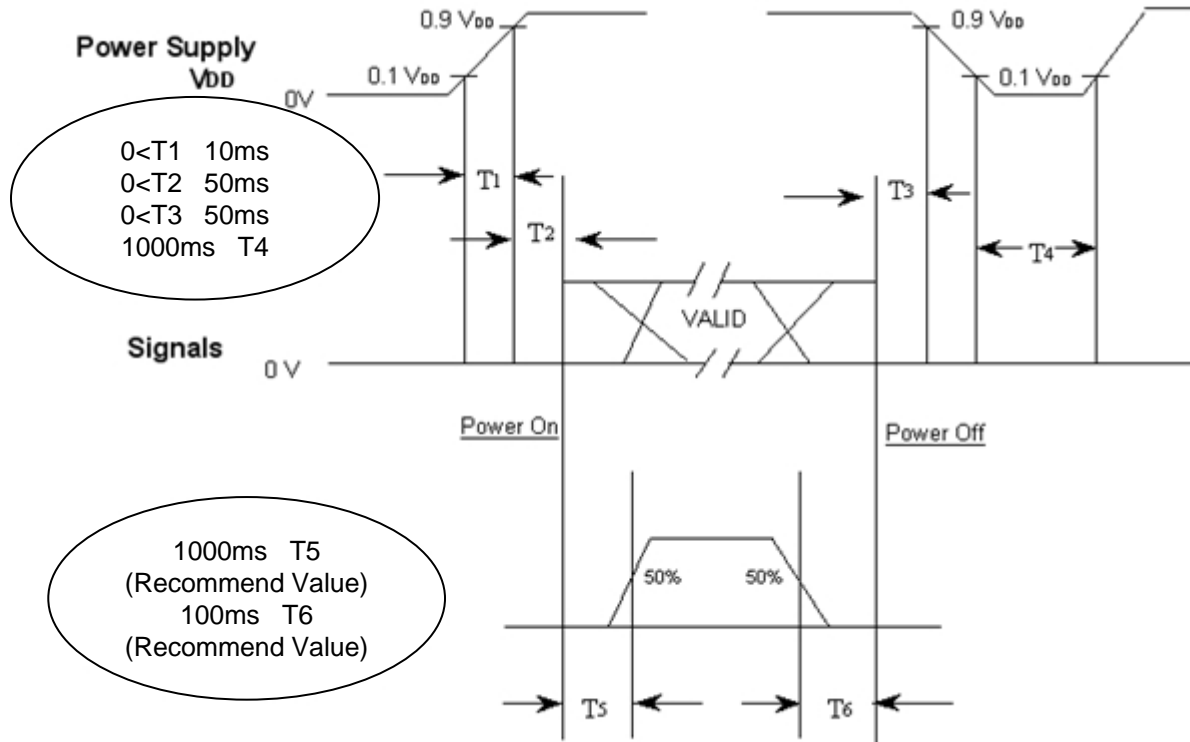 0.9 VDD
0.9 VDD
Power Supply
VDD
0.1 VDD
0.1 VDD
0V
0<T1 10ms
0<T2 50ms
0<T3 50ms
1000ms T4
T1
T3
T2
T4
VALID
Signals
0 V
Power On
Power Off
1000ms T5
(Recommend Value)
100ms T6
(Recommend Value)
50%
50%
T5
T6